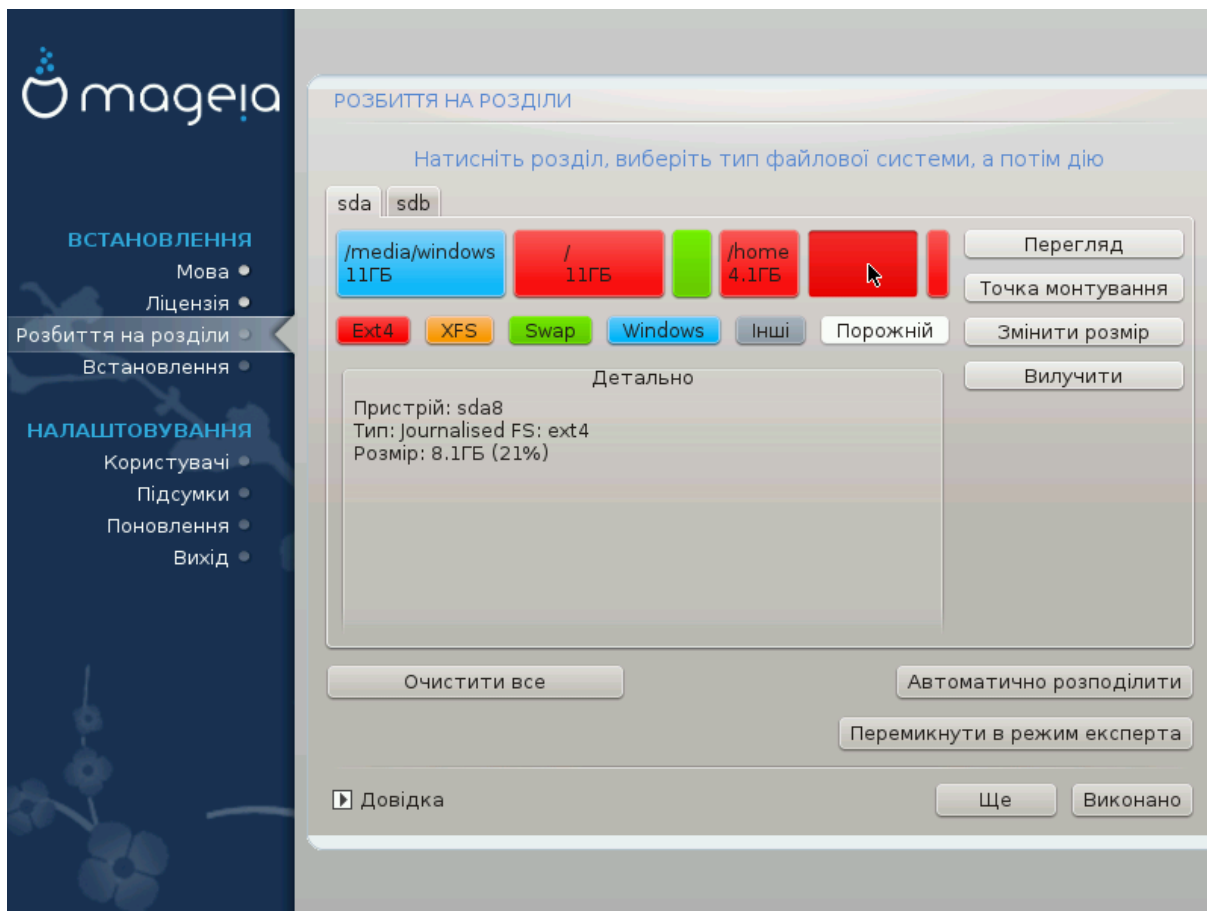 mageia
ВСТАНОВЛЕННЯ
Мова
Ліцензія
Розбиття на розділи
Встановлення
НАЛАШТОВУВАННЯ
Користувачі
Підсумки
Поновлення
Вихід
РОЗБИТТЯ НА РОЗДІЛИ
Натисніть розділ, виберіть тип файлової системи, а потім дію
sda sdb
/media/windows
11ГБ
/
11ГБ
/home
4.1ГБ
Ext4 XFS Swap Windows Інші Порожній
Перегляд
Точка монтування
Змінити розмір
Вилучити
Детально
Пристрій: sda8
Тип: Journalised FS: ext4
Розмір: 8.1ГБ (21%)
Очистити все
Автоматично розподілити
Перемикнути в режим експерта
Довідка
Ще
Виконано